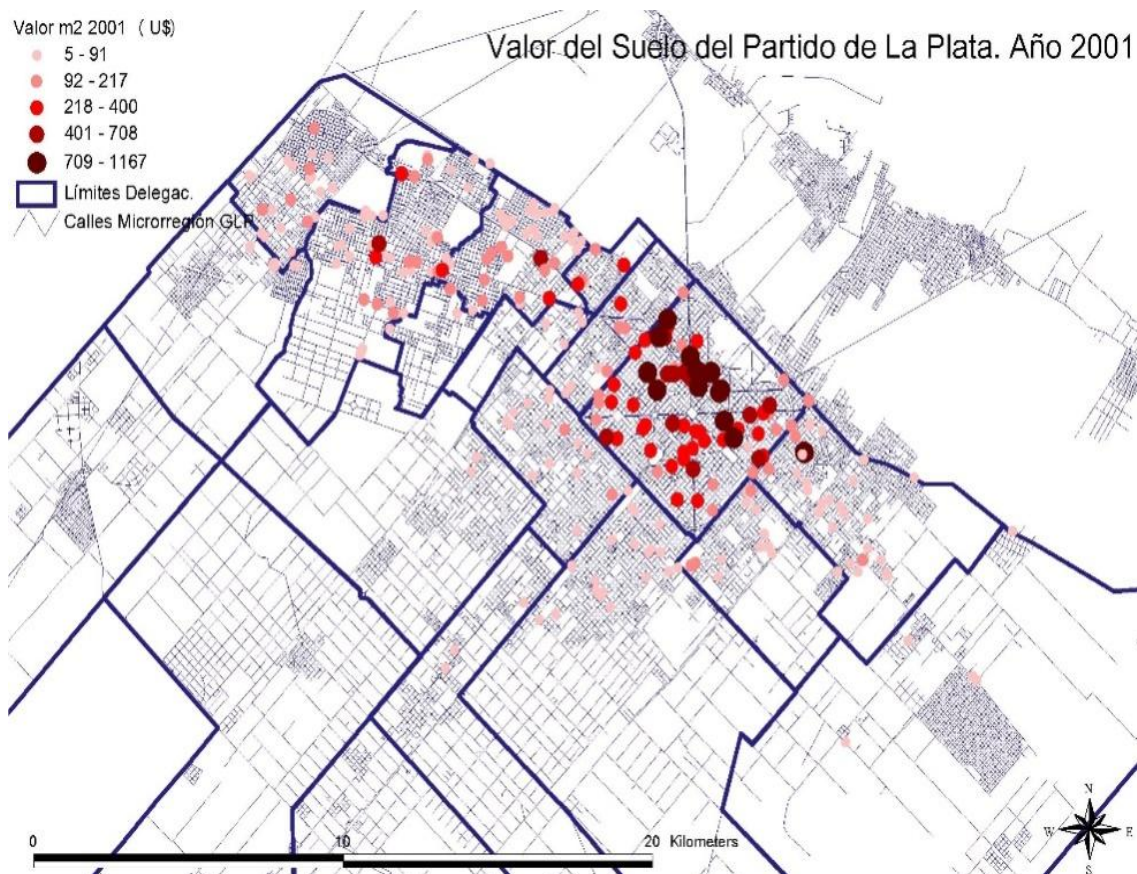 Valor m2 2001 ( U$)
5 - 91
92 - 217
218 - 400
401 - 708
709 - 1167
Límites Delegac.
Calles Microrregión GLP
Valor del Suelo del Partido de La Plata. Año 2001
0 10 20 Kilometers
N
W E
S